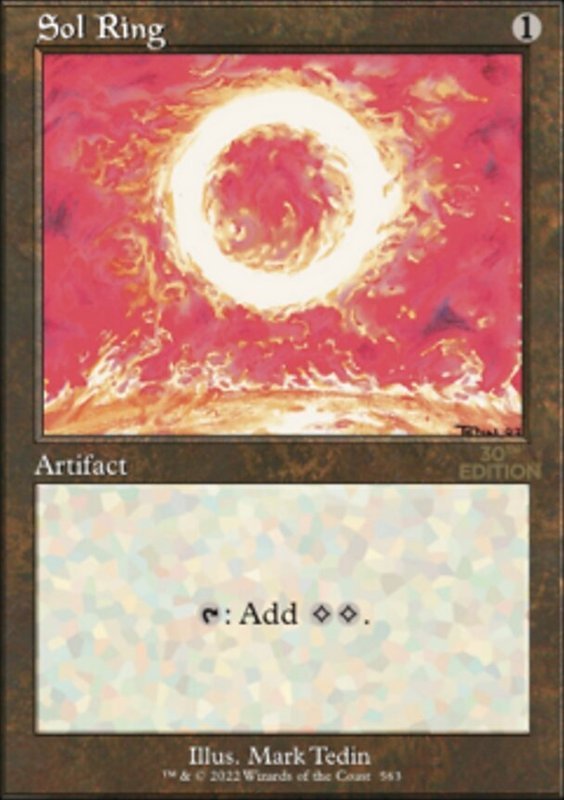 Sol Ring 1
Artifact
30TH
EDITION
: Add
Illus. Mark Tedin
™ & © 2022 Wizards of the Coast 563